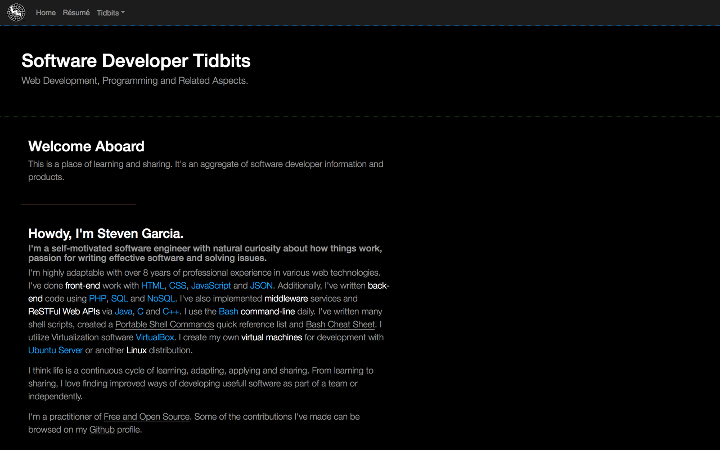 Home Résumé Tidbits
Software Developer Tidbits
Web Development, Programming and Related Aspects.
Welcome Aboard
This is a place of learning and sharing. It's an aggregate of software developer information and
products.
Howdy, I'm Steven Garcia.
I'm a self-motivated software engineer with natural curiosity about how things work,
passion for writing effective software and solving issues.
I'm highly adaptable with over 8 years of professional experience in various web technologies.
I've done front-end work with HTML, CSS, JavaScript and JSON. Additionally, I've written back-
end code using PHP, SQL and NoSQL. I've also implemented middleware services and
ReSTFul Web APIs via Java, C and C++. I use the Bash command-line daily. I've written many
shell scripts, created a Portable Shell Commands quick reference list and Bash Cheat Sheet. I
utilize Virtualization software VirtualBox. I create my own virtual machines for development with
Ubuntu Server or another Linux distribution.
I think life is a continuous cycle of learning, adapting, applying and sharing. From learning to
sharing, I love finding improved ways of developing usefull software as part of a team or
independently.
I'm a practitioner of Free and Open Source. Some of the contributions I've made can be
browsed on my Github profile.